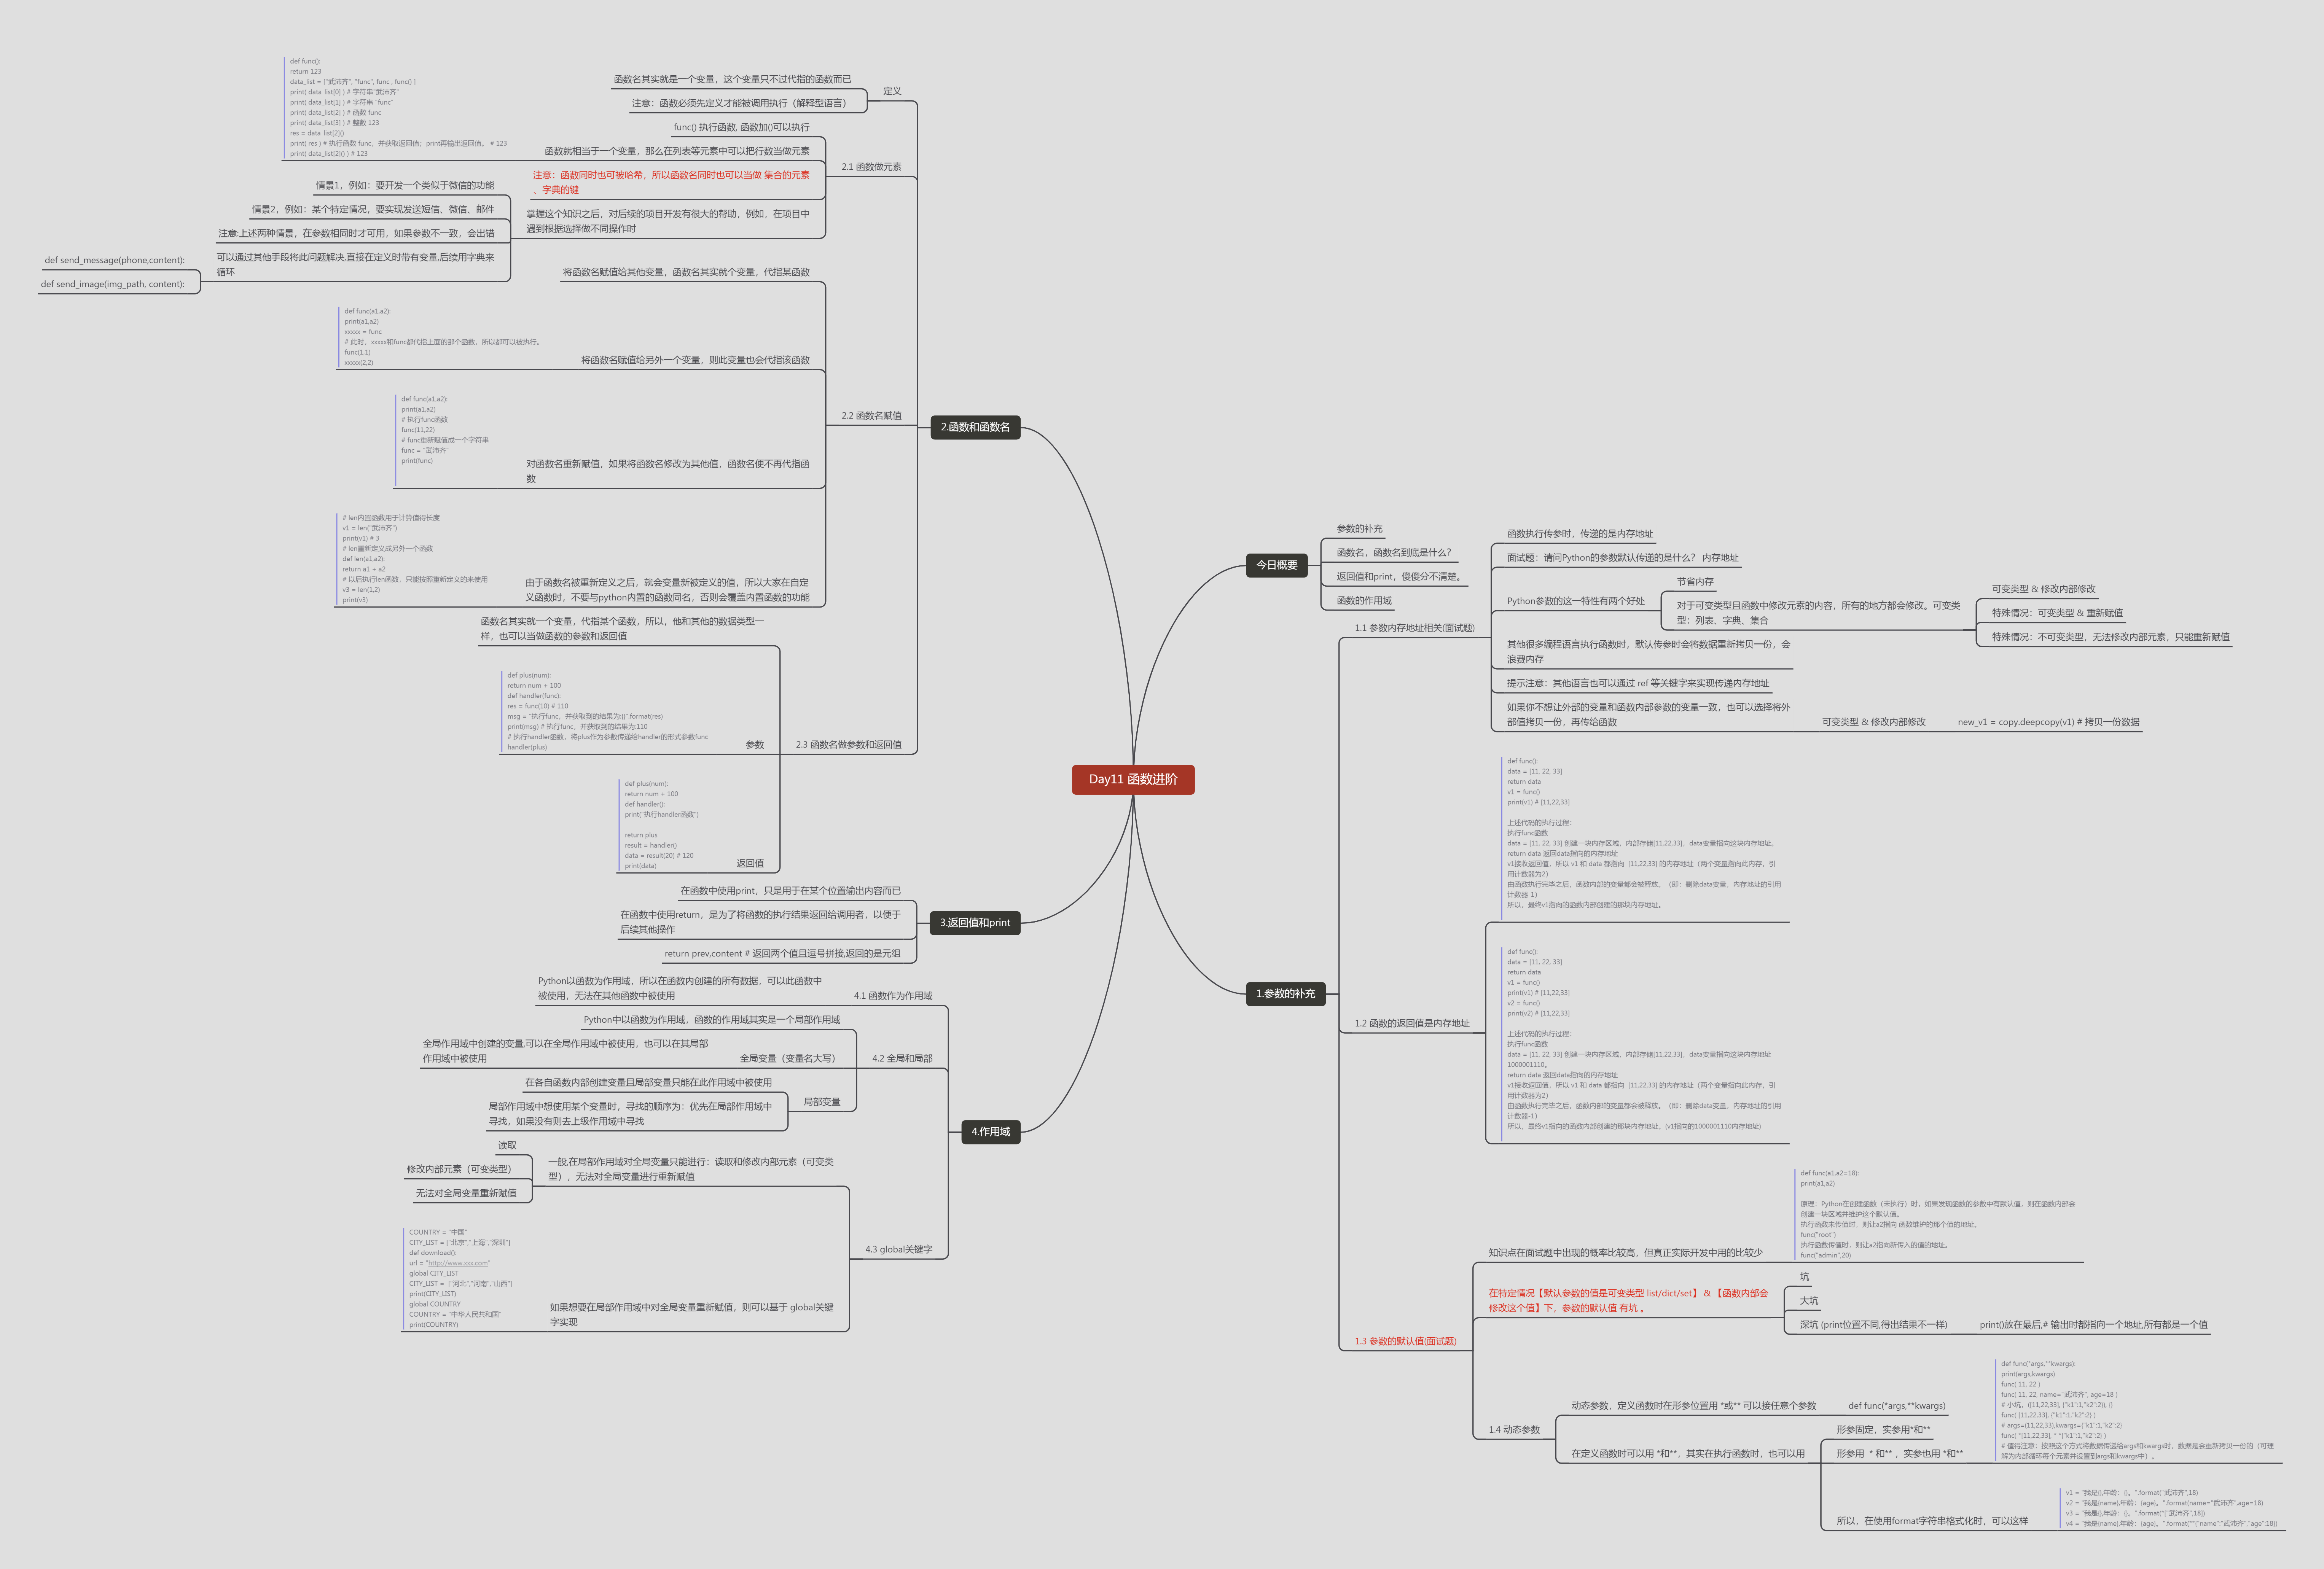 Day11 函数进阶
今日概要
参数的补充
函数名，函数名到底是什么？
返回值和print，傻傻分不清楚。
函数的作用域
1.参数的补充
1.1 参数内存地址相关(面试题)
函数执行传参时，传递的是内存地址
面试题：请问Python的参数默认传递的是什么？ 内存地址
Python参数的这一特性有两个好处
节省内存
对于可变类型且函数中修改元素的内容，所有的地方都会修改。可变类
型：列表、字典、集合
可变类型 & 修改内部修改
特殊情况：可变类型 & 重新赋值
特殊情况：不可变类型，无法修改内部元素，只能重新赋值
其他很多编程语言执行函数时，默认传参时会将数据重新拷贝一份，会
浪费内存
提示注意：其他语言也可以通过 ref 等关键字来实现传递内存地址
如果你不想让外部的变量和函数内部参数的变量一致，也可以选择将外
部值拷贝一份，再传给函数
可变类型 & 修改内部修改
new_v1 = copy.deepcopy(v1) # 拷贝一份数据
1.2 函数的返回值是内存地址
def func():
data = [11, 22, 33]
return data
v1 = func()
print(v1) # [11,22,33]
上述代码的执行过程：
执行func函数
data = [11, 22, 33] 创建一块内存区域，内部存储[11,22,33]，data变量指向这块内存地址。
return data 返回data指向的内存地址
v1接收返回值，所以 v1 和 data 都指向 [11,22,33] 的内存地址（两个变量指向此内存，引
用计数器为2）
由函数执行完毕之后，函数内部的变量都会被释放。（即：删除data变量，内存地址的引用
计数器-1）
所以，最终v1指向的函数内部创建的那块内存地址。
def func():
data = [11, 22, 33]
return data
v1 = func()
print(v1) # [11,22,33]
v2 = func()
print(v2) # [11,22,33]
上述代码的执行过程：
执行func函数
data = [11, 22, 33] 创建一块内存区域，内部存储[11,22,33]，data变量指向这块内存地址
1000001110。
return data 返回data指向的内存地址
v1接收返回值，所以 v1 和 data 都指向 [11,22,33] 的内存地址（两个变量指向此内存，引
用计数器为2）
由函数执行完毕之后，函数内部的变量都会被释放。（即：删除data变量，内存地址的引用
计数器-1）
所以，最终v1指向的函数内部创建的那块内存地址。(v1指向的1000001110内存地址)
1.3 参数的默认值(面试题)
知识点在面试题中出现的概率比较高，但真正实际开发中用的比较少
def func(a1,a2=18):
print(a1,a2)
原理：Python在创建函数（未执行）时，如果发现函数的参数中有默认值，则在函数内部会
创建一块区域并维护这个默认值。
执行函数未传值时，则让a2指向 函数维护的那个值的地址。
func("root")
执行函数传值时，则让a2指向新传入的值的地址。
func("admin",20)
在特定情况【默认参数的值是可变类型 list/dict/set】 & 【函数内部会
修改这个值】下，参数的默认值 有坑 。
坑
大坑
深坑 (print位置不同,得出结果不一样)
print()放在最后,# 输出时都指向一个地址,所有都是一个值
1.4 动态参数
动态参数，定义函数时在形参位置用 *或** 可以接任意个参数
def func(*args,**kwargs)
在定义函数时可以用 *和**，其实在执行函数时，也可以用
形参固定，实参用*和**
形参用 * 和** ，实参也用 *和**
def func(*args,**kwargs):
print(args,kwargs)
func( 11, 22 )
func( 11, 22, name="武沛齐", age=18 )
# 小坑，([11,22,33], {"k1":1,"k2":2}), {}
func( [11,22,33], {"k1":1,"k2":2} )
# args=(11,22,33),kwargs={"k1":1,"k2":2}
func( *[11,22,33], * *{"k1":1,"k2":2} )
# 值得注意：按照这个方式将数据传递给args和kwargs时，数据是会重新拷贝一份的（可理
解为内部循环每个元素并设置到args和kwargs中）。
所以，在使用format字符串格式化时，可以这样
v1 = "我是{},年龄：{}。".format("武沛齐",18)
v2 = "我是{name},年龄：{age}。".format(name="武沛齐",age=18)
v3 = "我是{},年龄：{}。".format(*["武沛齐",18])
v4 = "我是{name},年龄：{age}。".format(**{"name":"武沛齐","age":18})
2.函数和函数名
定义
函数名其实就是一个变量，这个变量只不过代指的函数而已
注意：函数必须先定义才能被调用执行（解释型语言）
2.1 函数做元素
func() 执行函数, 函数加()可以执行
函数就相当于一个变量，那么在列表等元素中可以把行数当做元素
def func():
return 123
data_list = ["武沛齐", "func", func , func() ]
print( data_list[0] ) # 字符串"武沛齐"
print( data_list[1] ) # 字符串 "func"
print( data_list[2] ) # 函数 func
print( data_list[3] ) # 整数 123
res = data_list[2]()
print( res ) # 执行函数 func，并获取返回值；print再输出返回值。 # 123
print( data_list[2]() ) # 123
注意：函数同时也可被哈希，所以函数名同时也可以当做 集合的元素
、字典的键
掌握这个知识之后，对后续的项目开发有很大的帮助，例如，在项目中
遇到根据选择做不同操作时
情景1，例如：要开发一个类似于微信的功能
情景2，例如：某个特定情况，要实现发送短信、微信、邮件
注意:上述两种情景，在参数相同时才可用，如果参数不一致，会出错
可以通过其他手段将此问题解决,直接在定义时带有变量,后续用字典来
循环
def send_message(phone,content):
def send_image(img_path, content):
2.2 函数名赋值
将函数名赋值给其他变量，函数名其实就个变量，代指某函数
将函数名赋值给另外一个变量，则此变量也会代指该函数
def func(a1,a2):
print(a1,a2)
xxxxx = func
# 此时，xxxxx和func都代指上面的那个函数，所以都可以被执行。
func(1,1)
xxxxx(2,2)
对函数名重新赋值，如果将函数名修改为其他值，函数名便不再代指函
数
def func(a1,a2):
print(a1,a2)
# 执行func函数
func(11,22)
# func重新赋值成一个字符串
func = "武沛齐"
print(func)
由于函数名被重新定义之后，就会变量新被定义的值，所以大家在自定
义函数时，不要与python内置的函数同名，否则会覆盖内置函数的功能
# len内置函数用于计算值得长度
v1 = len("武沛齐")
print(v1) # 3
# len重新定义成另外一个函数
def len(a1,a2):
return a1 + a2
# 以后执行len函数，只能按照重新定义的来使用
v3 = len(1,2)
print(v3)
2.3 函数名做参数和返回值
函数名其实就一个变量，代指某个函数，所以，他和其他的数据类型一
样，也可以当做函数的参数和返回值
参数
def plus(num):
return num + 100
def handler(func):
res = func(10) # 110
msg = "执行func，并获取到的结果为:{}".format(res)
print(msg) # 执行func，并获取到的结果为:110
# 执行handler函数，将plus作为参数传递给handler的形式参数func
handler(plus)
返回值
def plus(num):
return num + 100
def handler():
print("执行handler函数")
return plus
result = handler()
data = result(20) # 120
print(data)
3.返回值和print
在函数中使用print，只是用于在某个位置输出内容而已
在函数中使用return，是为了将函数的执行结果返回给调用者，以便于
后续其他操作
return prev,content # 返回两个值且逗号拼接,返回的是元组
4.作用域
4.1 函数作为作用域
Python以函数为作用域，所以在函数内创建的所有数据，可以此函数中
被使用，无法在其他函数中被使用
4.2 全局和局部
Python中以函数为作用域，函数的作用域其实是一个局部作用域
全局变量（变量名大写）
全局作用域中创建的变量,可以在全局作用域中被使用，也可以在其局部
作用域中被使用
局部变量
在各自函数内部创建变量且局部变量只能在此作用域中被使用
局部作用域中想使用某个变量时，寻找的顺序为：优先在局部作用域中
寻找，如果没有则去上级作用域中寻找
4.3 global关键字
一般,在局部作用域对全局变量只能进行：读取和修改内部元素（可变类
型），无法对全局变量进行重新赋值
读取
修改内部元素（可变类型）
无法对全局变量重新赋值
如果想要在局部作用域中对全局变量重新赋值，则可以基于 global关键
字实现
COUNTRY = "中国"
CITY_LIST = ["北京","上海","深圳"]
def download():
url = "http://www.xxx.com"
global CITY_LIST
CITY_LIST = ["河北","河南","山西"]
print(CITY_LIST)
global COUNTRY
COUNTRY = "中华人民共和国"
print(COUNTRY)